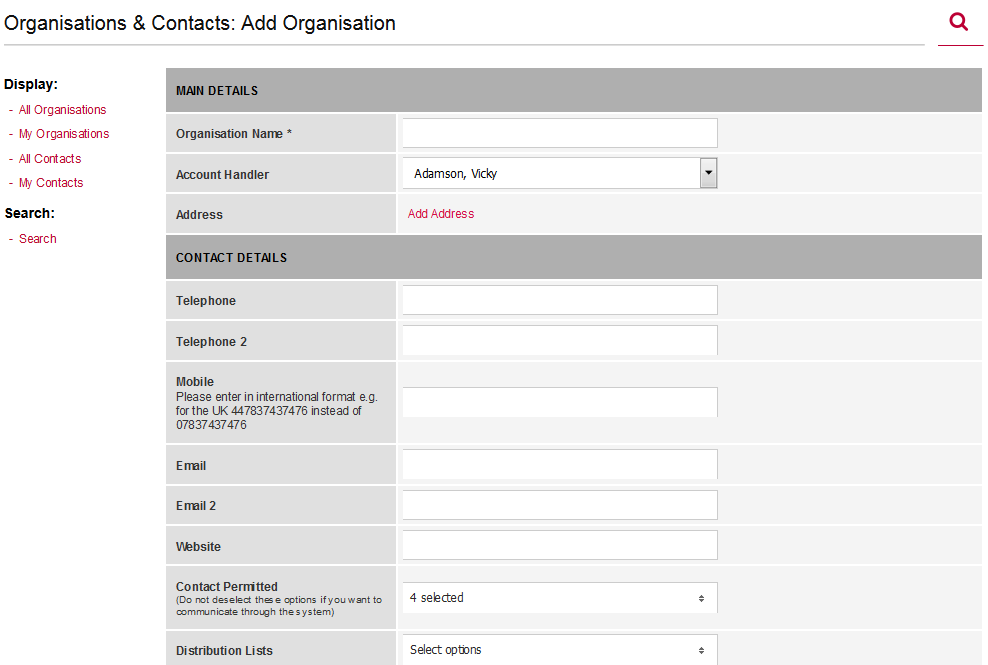 Organisations & Contacts: Add Organisation
Display:
- All Organisations
- My Organisations
- All Contacts
- My Contacts
Search:
- Search
MAIN DETAILS
Organisation Name *
Account Handler
Adamson, Vicky
Address
Add Address
CONTACT DETAILS
Telephone
Telephone 2
Mobile
Please enter in international format e.g.
for the UK 447837437476 instead of
07837437476
Email
Email 2
Website
Contact Permitted
(Do not deselect these options if you want to
communicate through the system)
4 selected
Distribution Lists
Select options